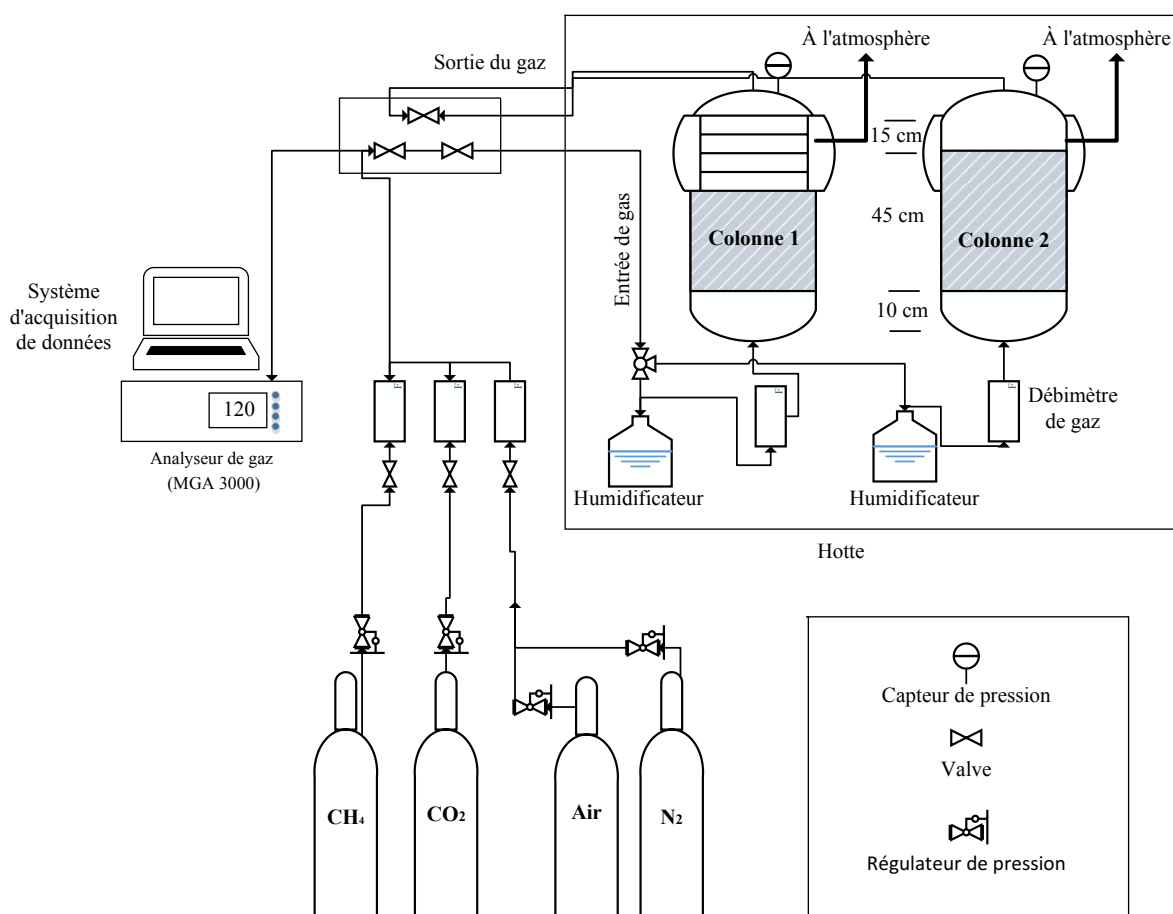 À l'atmosphère
À l'atmosphère
Sortie du gaz
15 cm
45 cm
10 cm
Colonne 1
Colonne 2
Entrée de gas
Système
d'acquisition
de données
120
Analyseur de gaz
(MGA 3000)
F
F
F
F
F
Débimètre
de gaz
Humidificateur
Humidificateur
Hotte
CH4
CO2
Air
N2
Capteur de pression
Valve
Régulateur de pression